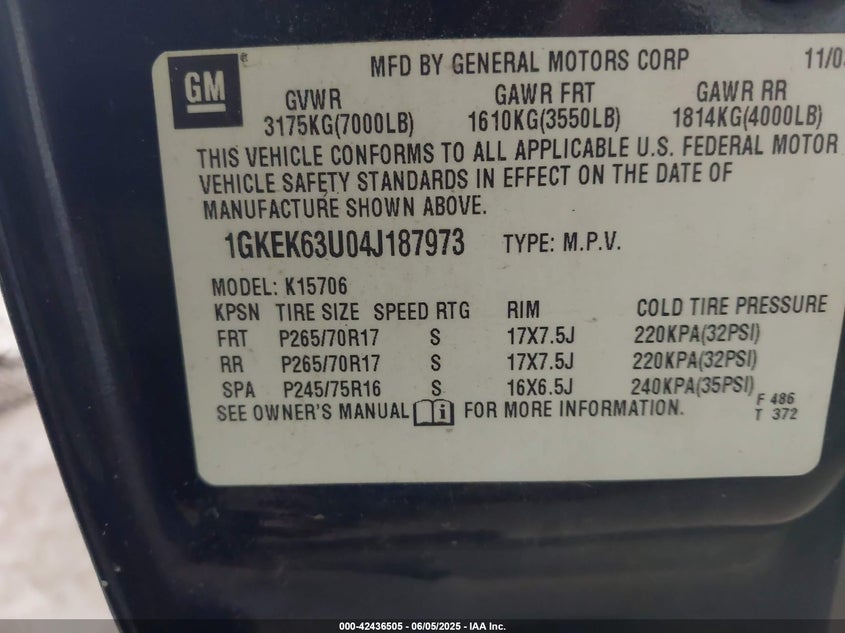 GM
MFD BY GENERAL MOTORS CORP 11/03
GVWR GAWR FRT GAWR RR
3175KG(7000LB) 1610KG(3550LB) 1814KG(4000LB)
THIS VEHICLE CONFORMS TO ALL APPLICABLE U.S. FEDERAL MOTOR
VEHICLE SAFETY STANDARDS IN EFFECT ON THE DATE OF
MANUFACTURE SHOWN ABOVE.
1GKEK63U04J187973 TYPE: M.P.V.
MODEL: K15706
KPSN TIRE SIZE SPEED RTG RIM COLD TIRE PRESSURE
FRT P265/70R17 S 17X7.5J 220KPA(32PSI)
RR P265/70R17 S 17X7.5J 220KPA(32PSI)
SPA P245/75R16 S 16X6.5J 240KPA(35PSI) F 486
SEE OWNER'S MANUAL i FOR MORE INFORMATION. T 372
000-42436505 - 06/05/2025 - IAA Inc.